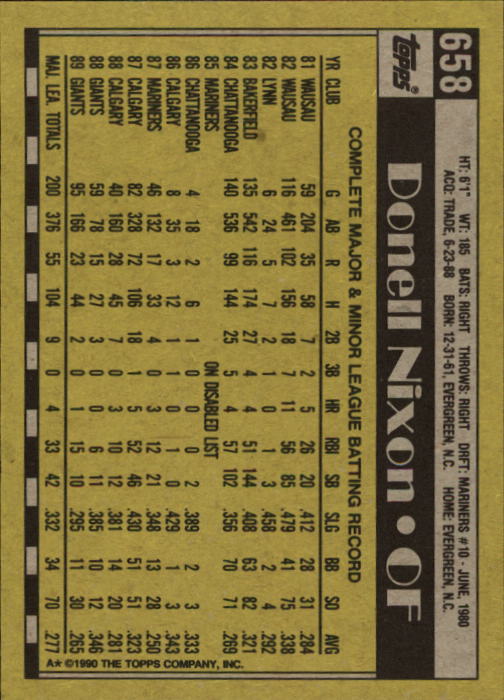 658
HT: 6'1" WT: 185 BATS: RIGHT THROWS: RIGHT DRFT: MARINERS #10 - JUNE, 1980
ACQ: TRADE, 6-23-88 BORN: 12-31-61, EVERGREEN, N.C. HOME: EVERGREEN, N.C.
Topps® Donell Nixon • OF
COMPLETE MAJOR & MINOR LEAGUE BATTING RECORD
YR CLUB G AB R H 2B 3B HR RBI SB SLG BB SO AVG
81 WAUSAU 59 204 35 58 7 2 5 26 20 .412 28 31 .284
82 WAUSAU 116 461 102 156 18 7 11 56 85 .479 41 75 .338
82 LYNN 6 24 5 7 2 1 0 1 3 .458 2 4 .292
83 BAKERFIELD 135 542 116 174 27 4 4 51 144 .408 63 82 .321
84 CHATTANOOGA 140 536 99 144 25 5 4 57 102 .356 70 71 .269
85 MARINERS ON DISABLED LIST
86 CHATTANOOGA 4 18 2 6 1 0 0 0 2 .389 2 3 .333
86 CALGARY 8 35 3 12 1 1 0 1 0 .429 1 3 .343
87 MARINERS 46 132 17 33 4 0 3 12 21 .348 13 28 .250
87 CALGARY 82 328 72 106 18 1 5 52 46 .430 51 51 .323
88 CALGARY 40 160 28 45 7 0 3 10 12 .381 14 20 .281
88 GIANTS 59 78 15 27 3 0 0 6 11 .385 10 12 .346
89 GIANTS 95 166 23 44 2 0 1 15 10 .295 11 30 .265
MAJ. LEA. TOTALS 200 376 55 104 9 0 4 33 42 .332 34 70 .277
A★ ©1990 THE TOPPS COMPANY, INC.